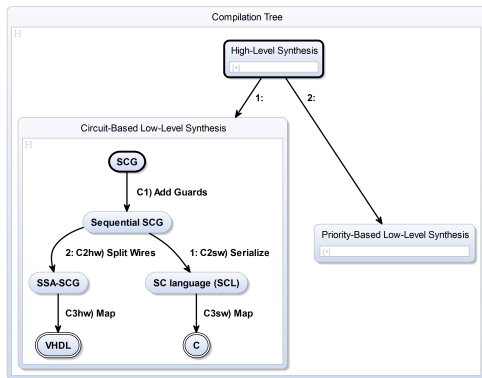 Compilation Tree
[-]
High-Level Synthesis
[+]
1:
2:
Circuit-Based Low-Level Synthesis
[-]
SCG
C1) Add Guards
Sequential SCG
2: C2hw) Split Wires
1: C2sw) Serialize
Priority-Based Low-Level Synthesis
[+]
SSA-SCG
SC language (SCL)
C3hw) Map
C3sw) Map
VHDL
C